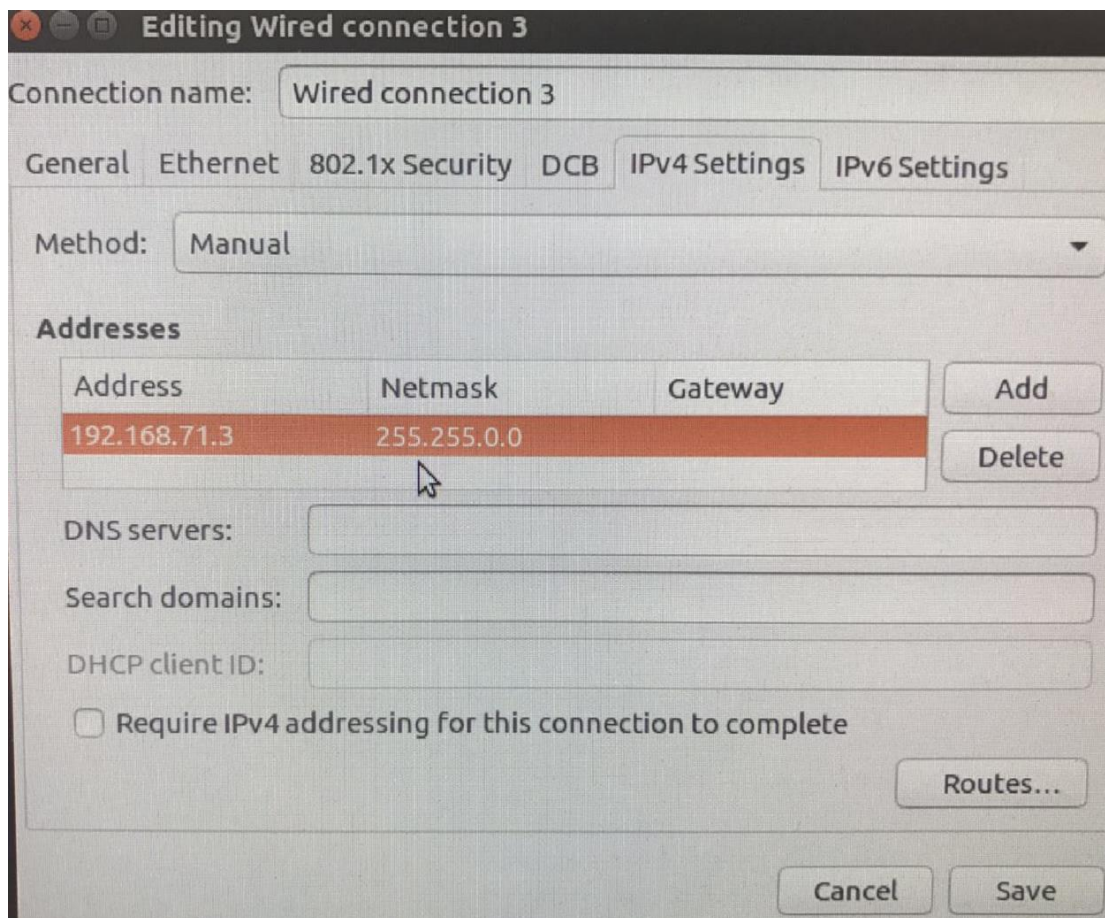 Editing Wired connection 3
Connection name: Wired connection 3
General Ethernet 802.1x Security DCB IPv4 Settings IPv6 Settings
Method: Manual
Addresses
Address Netmask Gateway Add
192.168.71.3 255.255.0.0
Delete
DNS servers:
Search domains:
DHCP client ID:
Require IPv4 addressing for this connection to complete
Routes...
Cancel Save